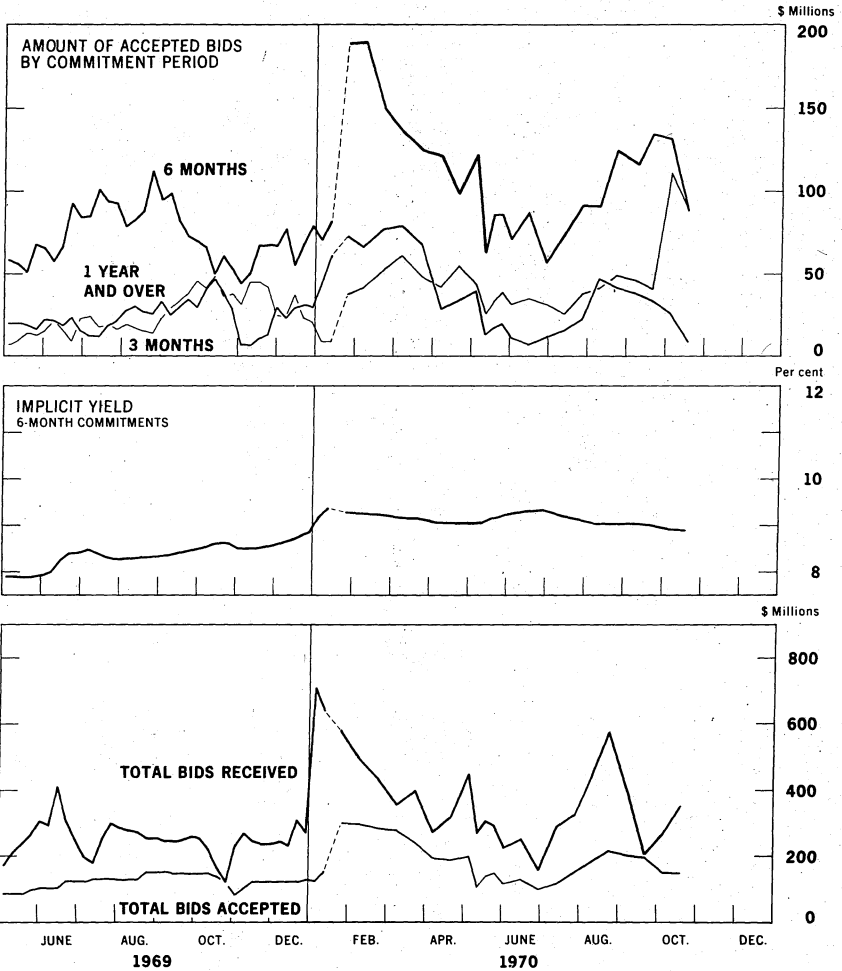 $ Millions
AMOUNT OF ACCEPTED BIDS
BY COMMITMENT PERIOD
200
150
6 MONTHS
100
1 YEAR
AND OVER
50
3 MONTHS
0
Per cent
IMPLICIT YIELD
6-MONTH COMMITMENTS
12
10
8
$ Millions
800
600
TOTAL BIDS RECEIVED
400
200
TOTAL BIDS ACCEPTED
0
JUNE AUG. OCT. DEC. FEB. APR. JUNE AUG. OCT. DEC.
1969 1970